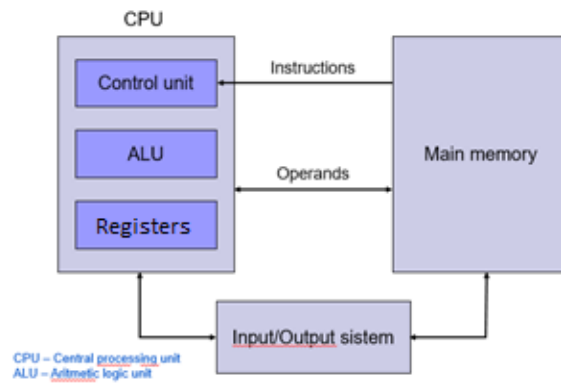 CPU
Control unit
Instructions
ALU
Main memory
Operands
Registers
Input/Output sistem
CPU – Central processing unit
ALU – Aritmetic logic unit